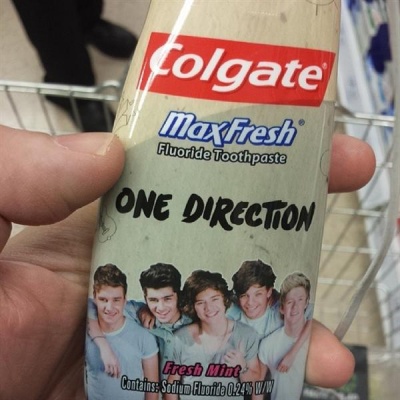 Colgate®
MaxFresh®
Fluoride Toothpaste
ONE DIRECTION
Fresh Mint
Contains: Sodium Fluoride 0.24% W/W